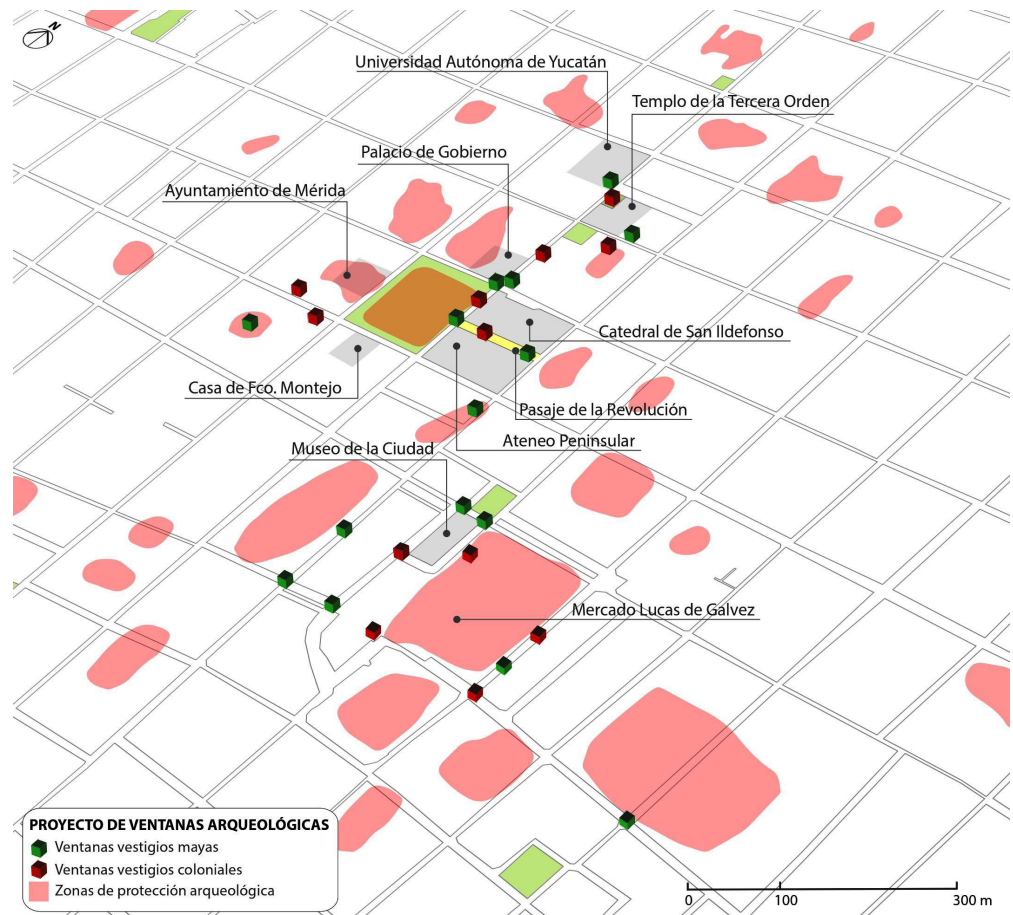 N
Universidad Autónoma de Yucatán
Templo de la Tercera Orden
Palacio de Gobierno
Ayuntamiento de Mérida
Catedral de San Ildefonso
Casa de Fco. Montejo
Pasaje de la Revolución
Ateneo Peninsular
Museo de la Ciudad
Mercado Lucas de Galvez
PROYECTO DE VENTANAS ARQUEOLÓGICAS
Ventanas vestigios mayas
Ventanas vestigios coloniales
Zonas de protección arqueológica
0 100 300 m